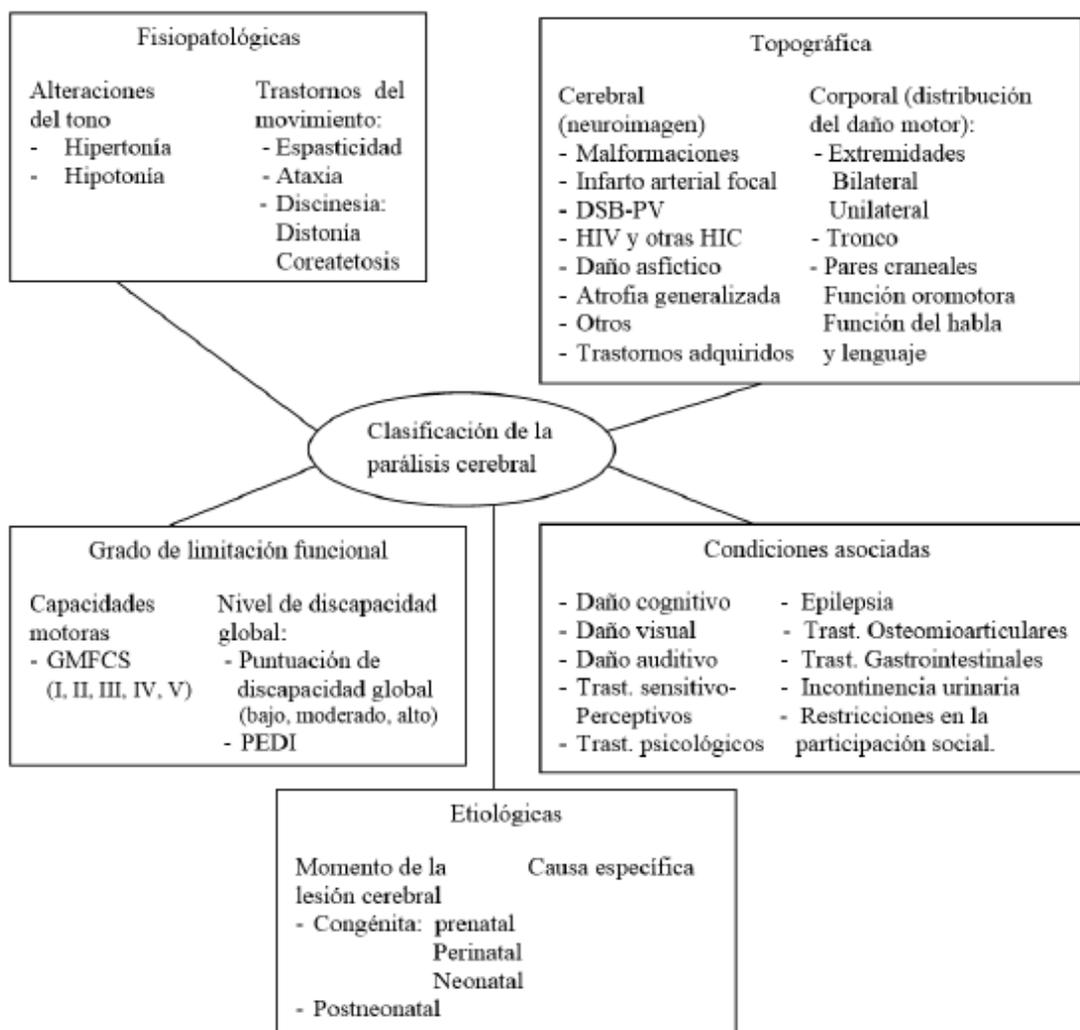 Fisiopatológicas
Alteraciones
del tono
- Hipertonía
- Hipotonía
Trastornos del
movimiento:
- Espasticidad
- Ataxia
- Discinesia:
Distonía
Coreatetosis
Topográfica
Cerebral
(neuroimagen)
- Malformaciones
- Infarto arterial focal
- DSB-PV
- HIV y otras HIC
- Daño asfíctico
- Atrofia generalizada
- Otros
- Trastornos adquiridos
Corporal (distribución
del daño motor):
- Extremidades
Bilateral
Unilateral
- Tronco
- Pares craneales
Función oromotora
Función del habla
y lenguaje
Clasificación de la
parálisis cerebral
Grado de limitación funcional
Capacidades
motoras
- GMFCS
(I, II, III, IV, V)
Nivel de discapacidad
global:
- Puntuación de
discapacidad global
(bajo, moderado, alto)
- PEDI
Condiciones asociadas
- Daño cognitivo
- Daño visual
- Daño auditivo
- Trast. sensitivo-
Perceptivos
- Trast. psicológicos
- Epilepsia
- Trast. Osteomioarticulares
- Trast. Gastrointestinales
- Incontinencia urinaria
- Restricciones en la
participación social.
Etiológicas
Momento de la
lesión cerebral
- Congénita: prenatal
Perinatal
Neonatal
- Postneonatal
Causa específica